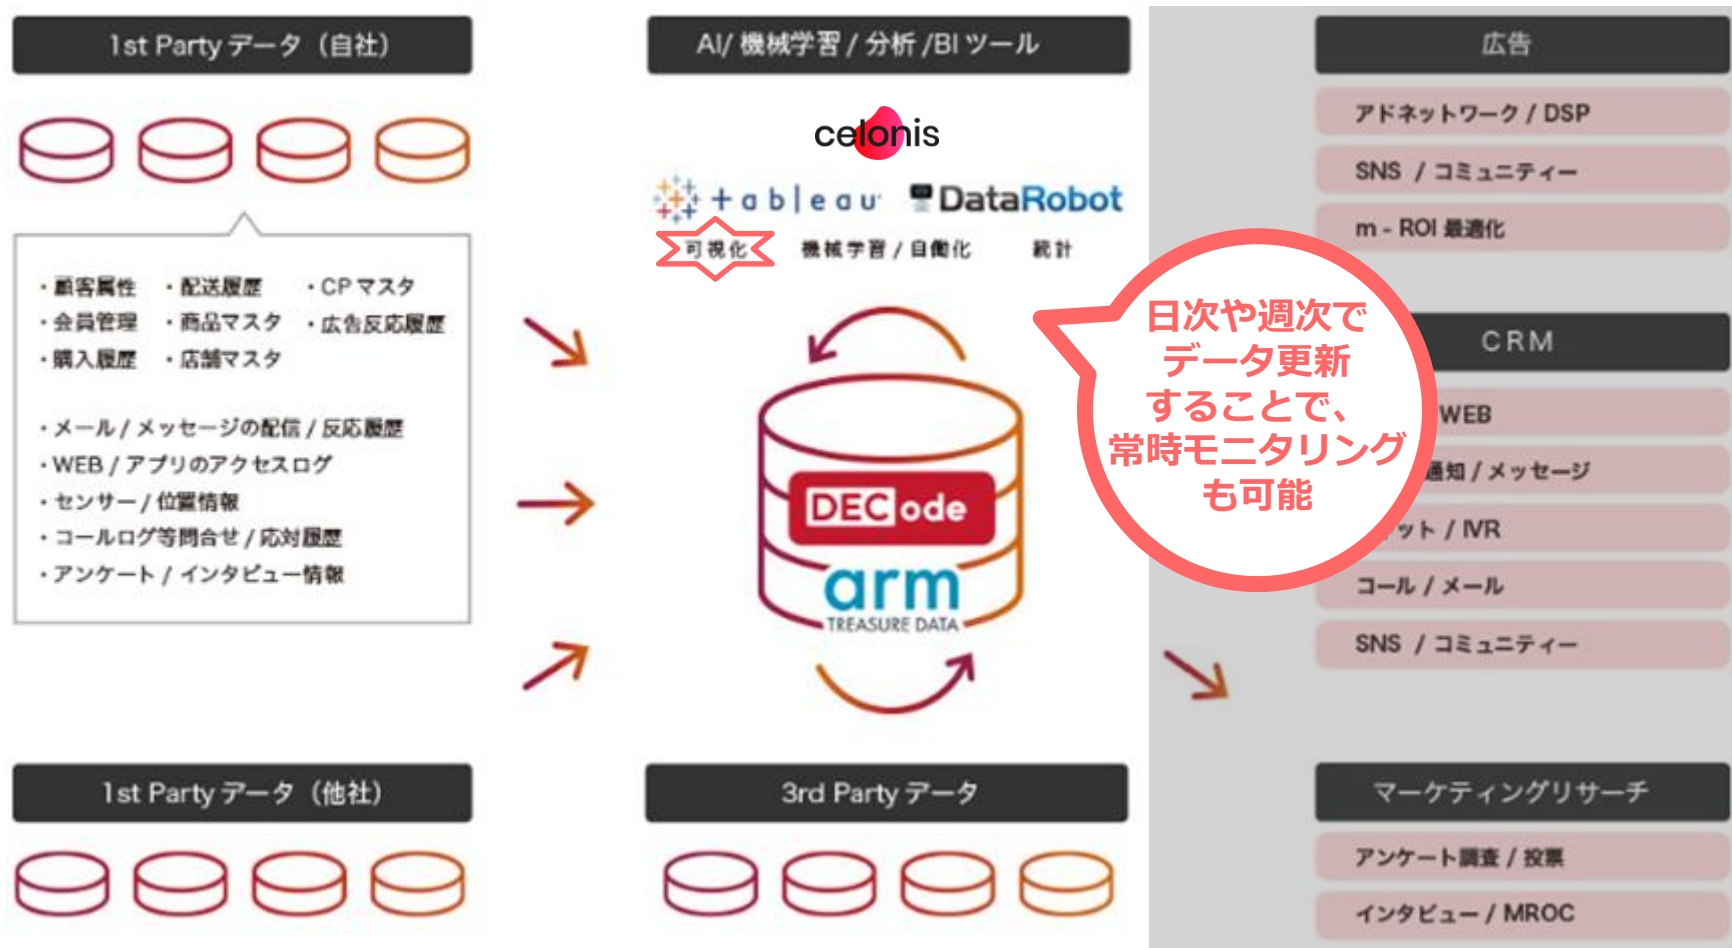 1st Partyデータ（自社）
・顧客属性 ・配送履歴 ・CPマスタ
・会員管理 ・商品マスタ ・広告反応履歴
・購入履歴 ・店舗マスタ
・メール / メッセージの配信 / 反応履歴
・WEB / アプリのアクセスログ
・センサー / 位置情報
・コールログ等問合せ / 応対履歴
・アンケート / インタビュー情報
1st Partyデータ（他社）
AI/ 機械学習 / 分析 /BIツール
celonis
+ableau DataRobot
可視化 機械学習 / 自働化 統計
DECode
arm
TREASURE DATA
3rd Partyデータ
日次や週次で
データ更新
することで、
常時モニタリング
も可能
広告
アドネットワーク / DSP
SNS / コミュニティー
m - ROI 最適化
CRM
WEB
通知 / メッセージ
ット / IVR
コール / メール
SNS / コミュニティー
マーケティングリサーチ
アンケート調査 / 投票
インタビュー / MROC